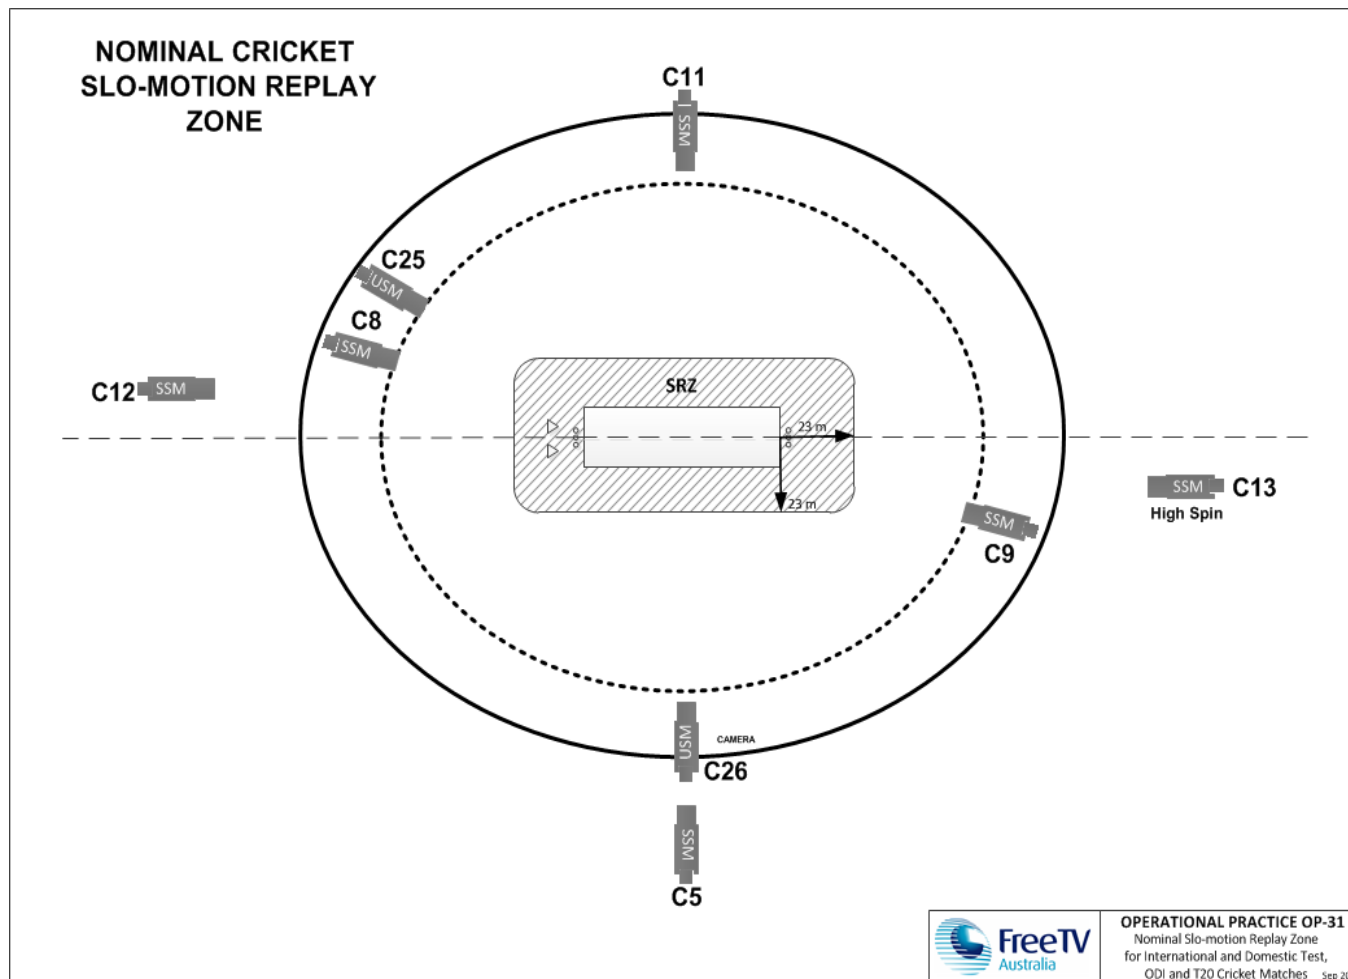 NOMINAL CRICKET
SLO-MOTION REPLAY
ZONE
C11
SSM
C25
USM
C8
SSM
C12
SSM
SRZ
23 m
23 m
SSM
C13
High Spin
SSM
C9
USM
CAMERA
C26
SSM
C5
FreeTV
Australia
OPERATIONAL PRACTICE OP-31
Nominal Slo-motion Replay Zone
for International and Domestic Test,
ODI and T20 Cricket Matches Sep 20